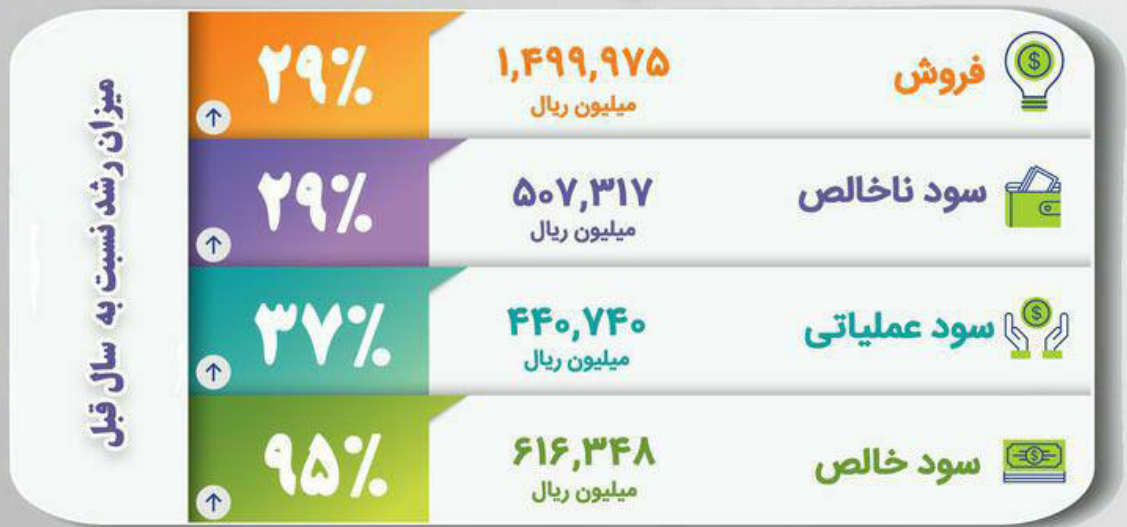 فروش
۱,۴۹۹,۹۷۵
میلیون ریال
۲۹%
سود ناخالص
۵۰۷,۳۱۷
میلیون ریال
۲۹%
سود عملیاتی
۴۴۰,۷۴۰
میلیون ریال
۳۷%
سود خالص
۶۱۶,۳۴۸
میلیون ریال
۹۵%
میزان رشد نسبت به سال قبل